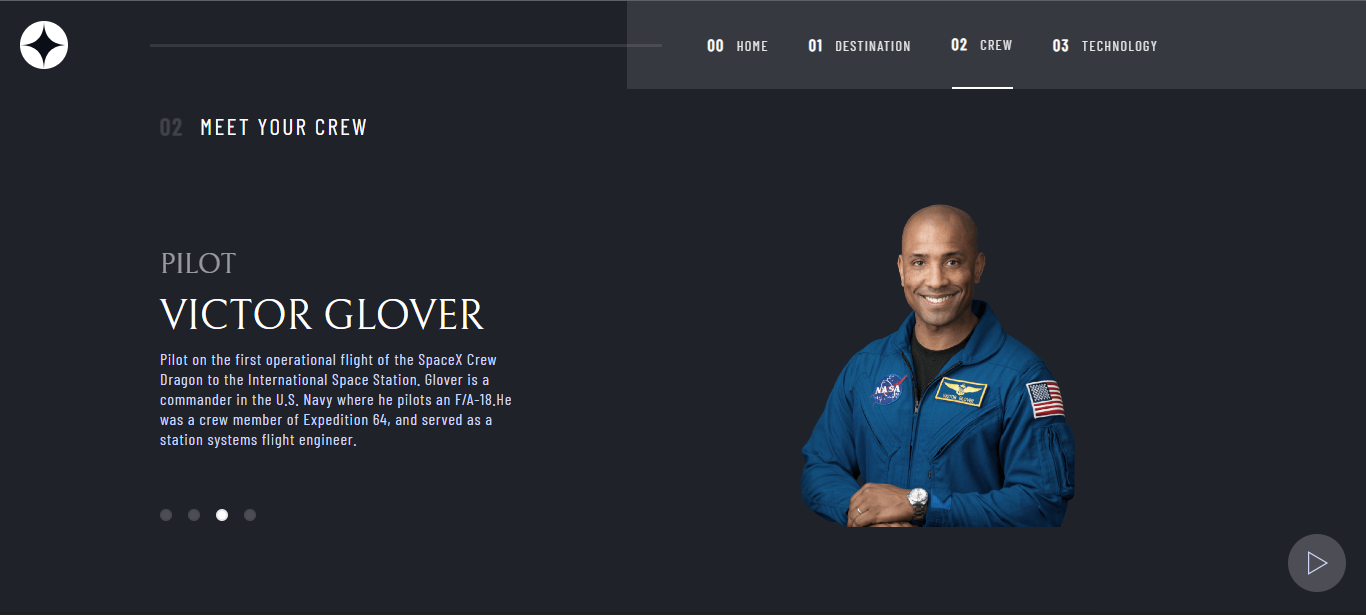 00 HOME 01 DESTINATION 02 CREW 03 TECHNOLOGY
02 MEET YOUR CREW
PILOT
VICTOR GLOVER
Pilot on the first operational flight of the SpaceX Crew
Dragon to the International Space Station. Glover is a
commander in the U.S. Navy where he pilots an F/A-18.He
was a crew member of Expedition 64, and served as a
station systems flight engineer.
NASA